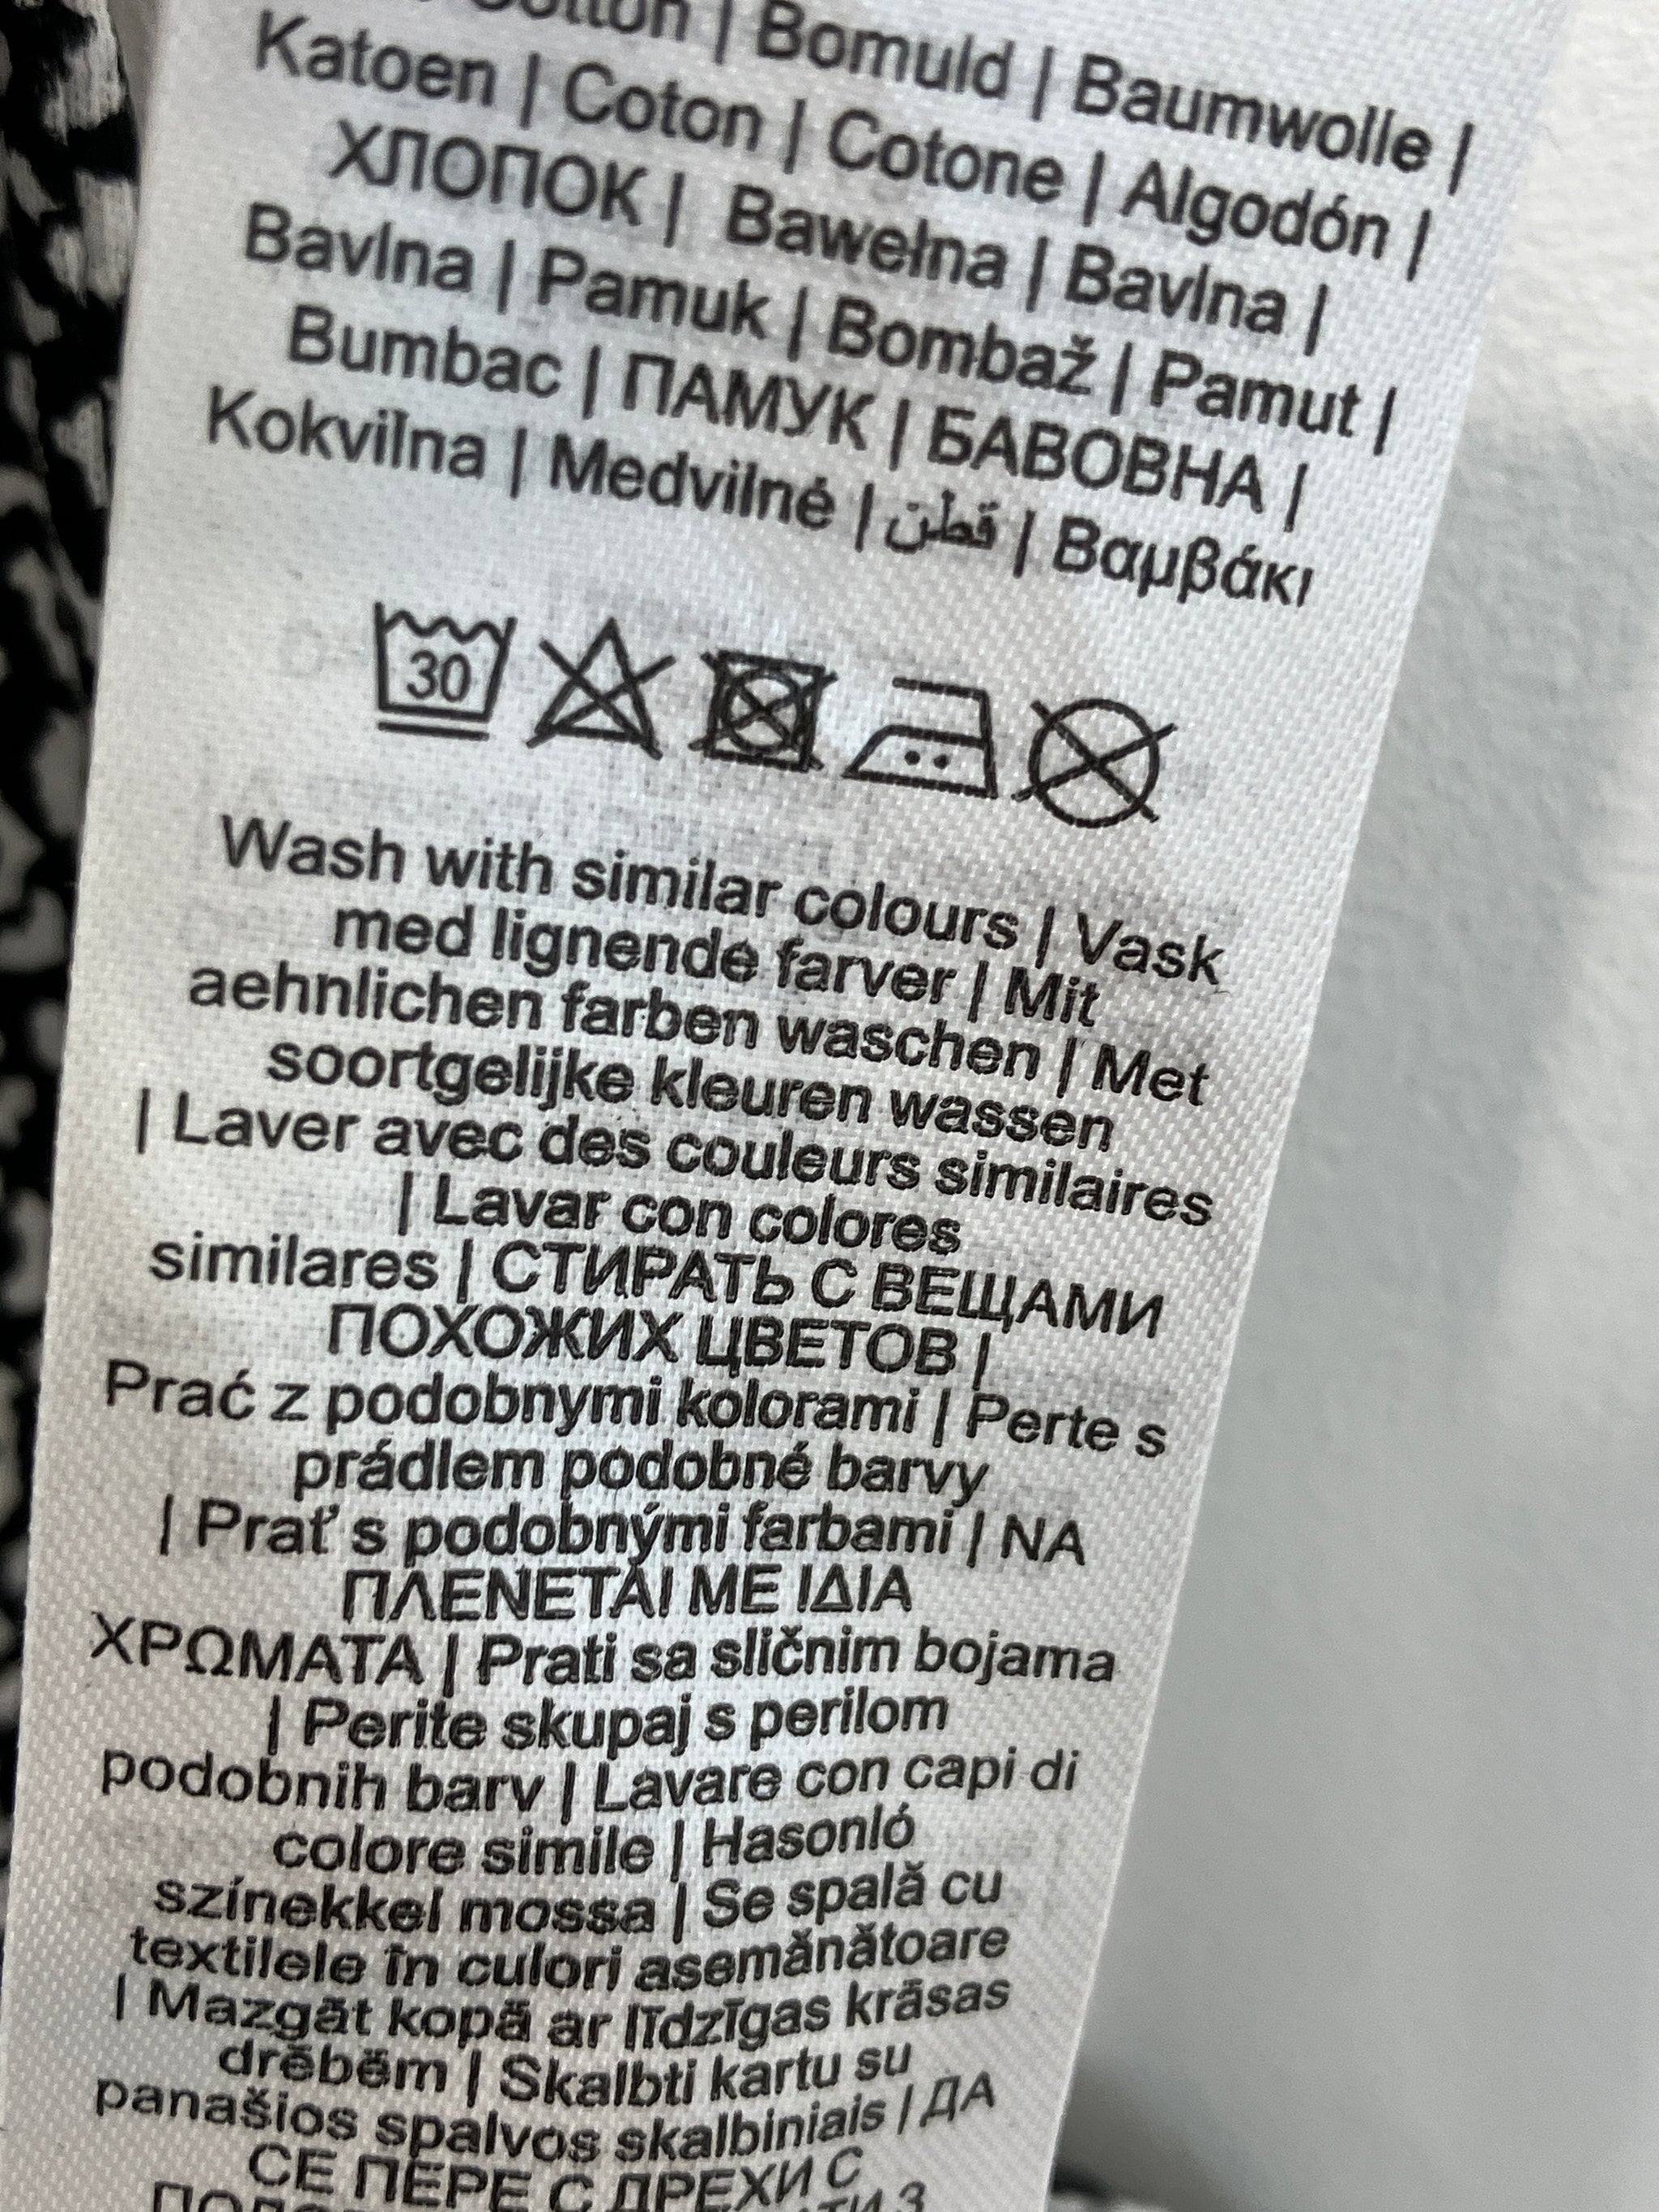 Cotton | Bomuld | Baumwolle |
Katoen | Coton | Cotone | Algodón |
ХЛОПОК | Bawełna | Bavlna |
Bavlna | Pamuk | Bombaž | Pamut |
Bumbac | ПАМУК | БАВОВНА |
Kokvilna | Medvilnė | قطن | Βαμβάκι
30
Wash with similar colours | Vask
med lignende farver | Mit
aehnlichen farben waschen | Met
soortgelijke kleuren wassen
| Laver avec des couleurs similaires
| Lavar con colores
similares | СТИРАТЬ С ВЕЩАМИ
ПОХОЖИХ ЦВЕТОВ |
Prać z podobnymi kolorami | Perte s
prádlem podobné barvy
| Prať s podobnými farbami | ΝΑ
ΠΛΕΝΕΤΑΙ ΜΕ ΙΔΙΑ
ΧΡΩΜΑΤΑ | Prati sa sličnim bojama
| Perite skupaj s perilom
podobnih barv | Lavare con capi di
colore simile | Hasonló
színekkel mossa | Se spală cu
textilele în culori asemănătoare
| Mazgāt kopā ar līdzīgas krāsas
drēbēm | Skalbti kartu su
panašios spalvos skalbiniais | ДА
СЕ ПЕРЕ С ДРЕХИ С